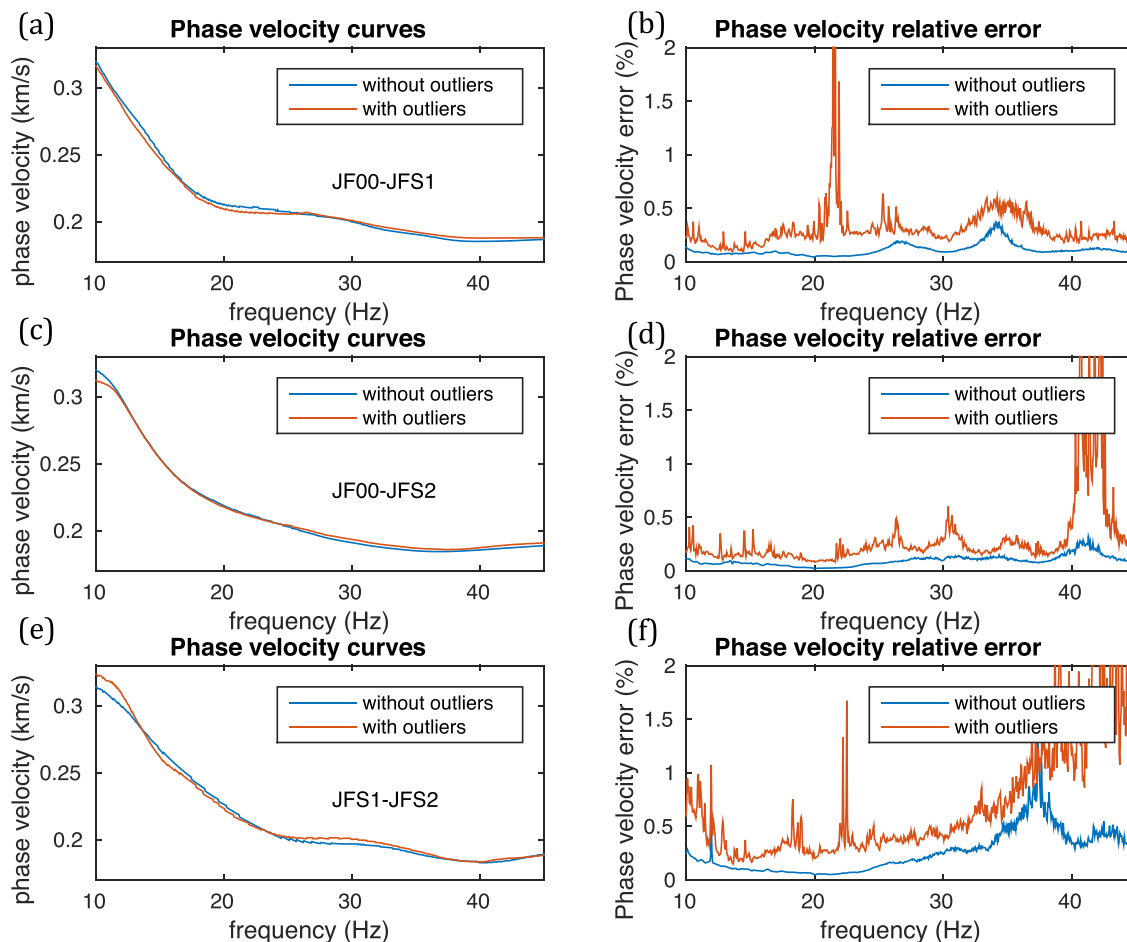 (a)
Phase velocity curves
phase velocity (km/s)
0.3
0.25
0.2
without outliers
with outliers
JF00-JFS1
10 20 30 40
frequency (Hz)
(b)
Phase velocity relative error
Phase velocity error (%)
2
1.5
1
0.5
0
without outliers
with outliers
10 20 30 40
frequency (Hz)
(c)
Phase velocity curves
phase velocity (km/s)
0.3
0.25
0.2
without outliers
with outliers
JF00-JFS2
10 20 30 40
frequency (Hz)
(d)
Phase velocity relative error
Phase velocity error (%)
2
1.5
1
0.5
0
without outliers
with outliers
10 20 30 40
frequency (Hz)
(e)
Phase velocity curves
phase velocity (km/s)
0.3
0.25
0.2
without outliers
with outliers
JFS1-JFS2
10 20 30 40
frequency (Hz)
(f)
Phase velocity relative error
Phase velocity error (%)
2
1.5
1
0.5
0
without outliers
with outliers
10 20 30 40
frequency (Hz)